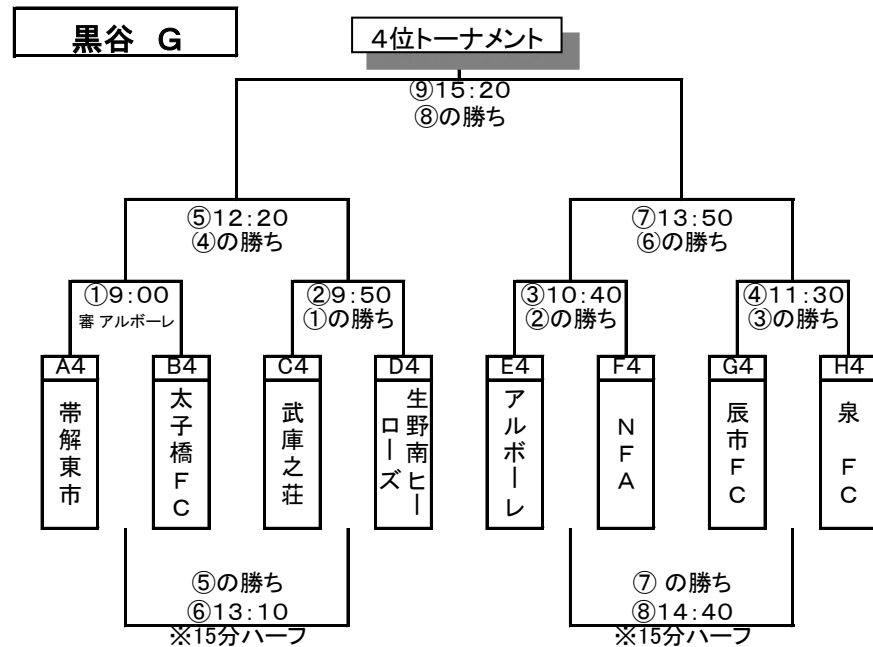 黒谷 G
4位トーナメント
⑨15:20
⑧の勝ち
⑤12:20
④の勝ち
⑦13:50
⑥の勝ち
①9:00
審 アルボーレ
②9:50
①の勝ち
③10:40
②の勝ち
④11:30
③の勝ち
A4
B4
C4
D4
E4
F4
G4
H4
帯解東市
太子橋FC
武庫之荘
生野南ヒー
ローズ
アルボーレ
NFA
辰市FC
泉 FC
⑤の勝ち
⑥13:10
※15分ハーフ
⑦ の勝ち
⑧14:40
※15分ハーフ